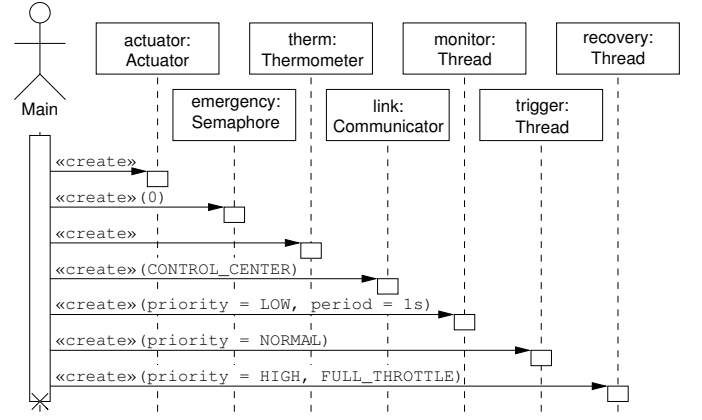 actuator:
Actuator
therm:
Thermometer
monitor:
Thread
recovery:
Thread
Main
emergency:
Semaphore
link:
Communicator
trigger:
Thread
«create»
«create»(0)
«create»
«create»(CONTROL_CENTER)
«create»(priority = LOW, period = 1s)
«create»(priority = NORMAL)
«create»(priority = HIGH, FULL_THROTTLE)